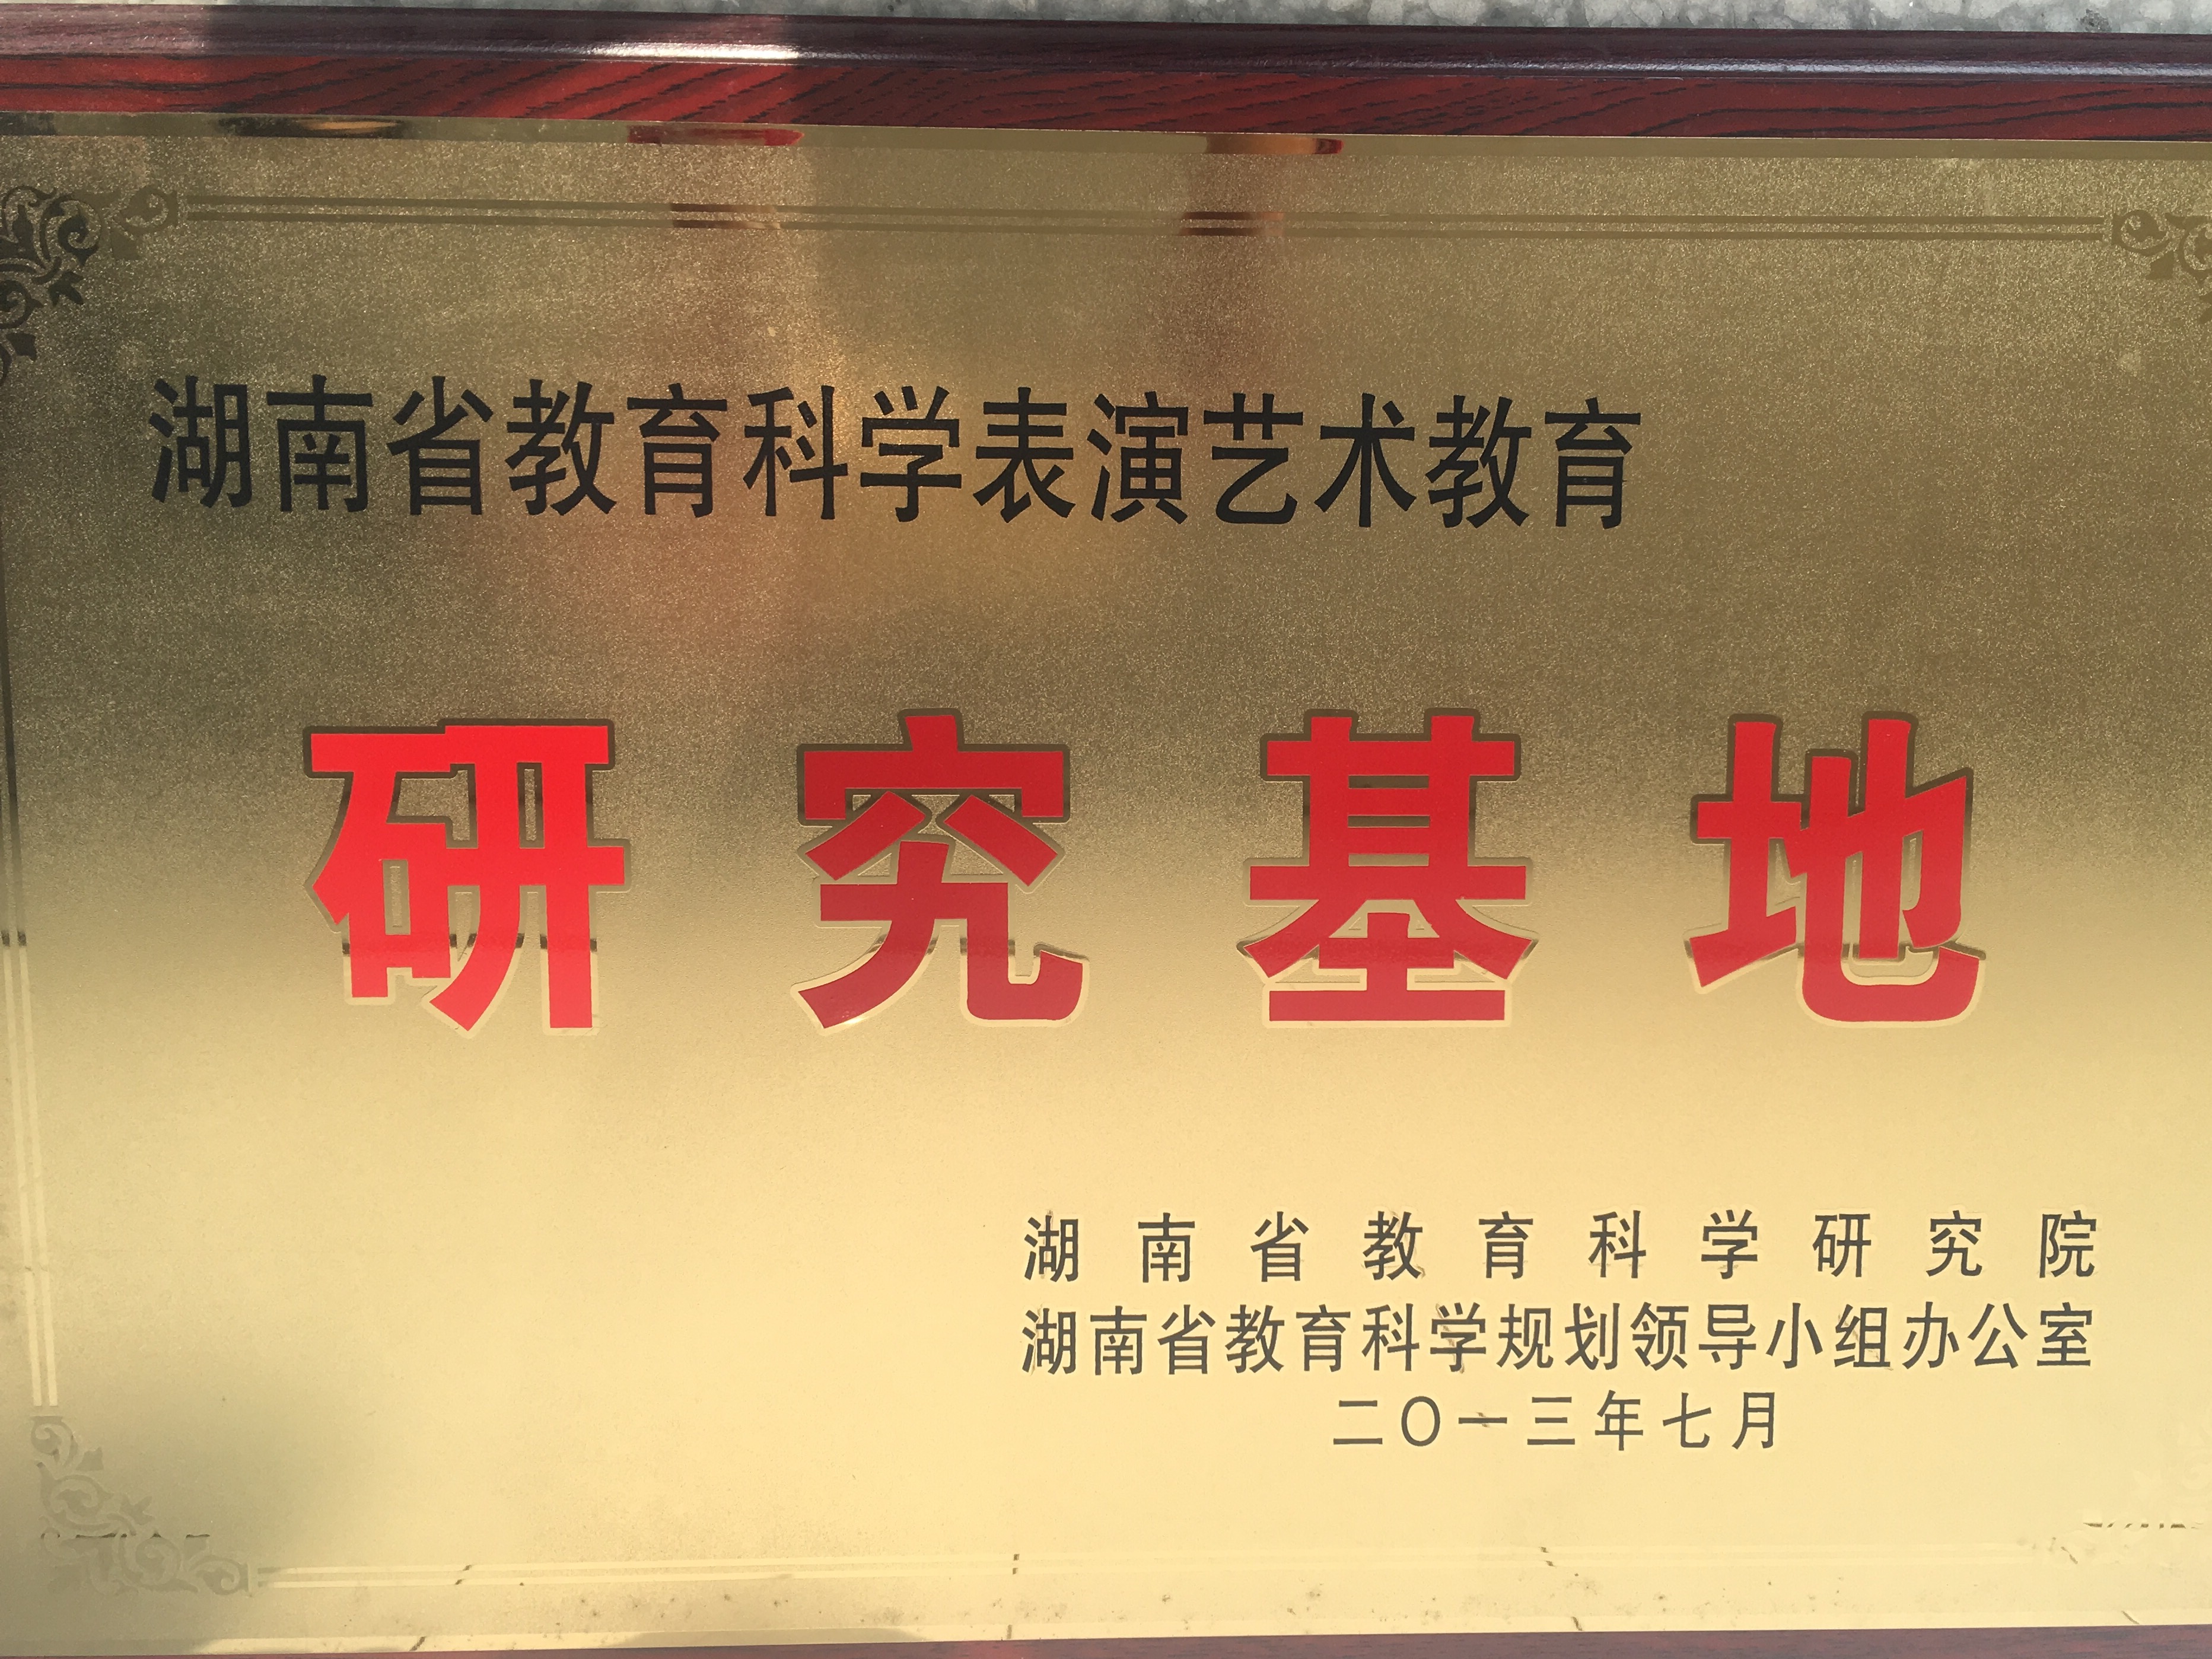 湖南省教育科学表演艺术教育
研究基地
湖南省教育科学研究院
湖南省教育科学规划领导小组办公室
二〇一三年七月